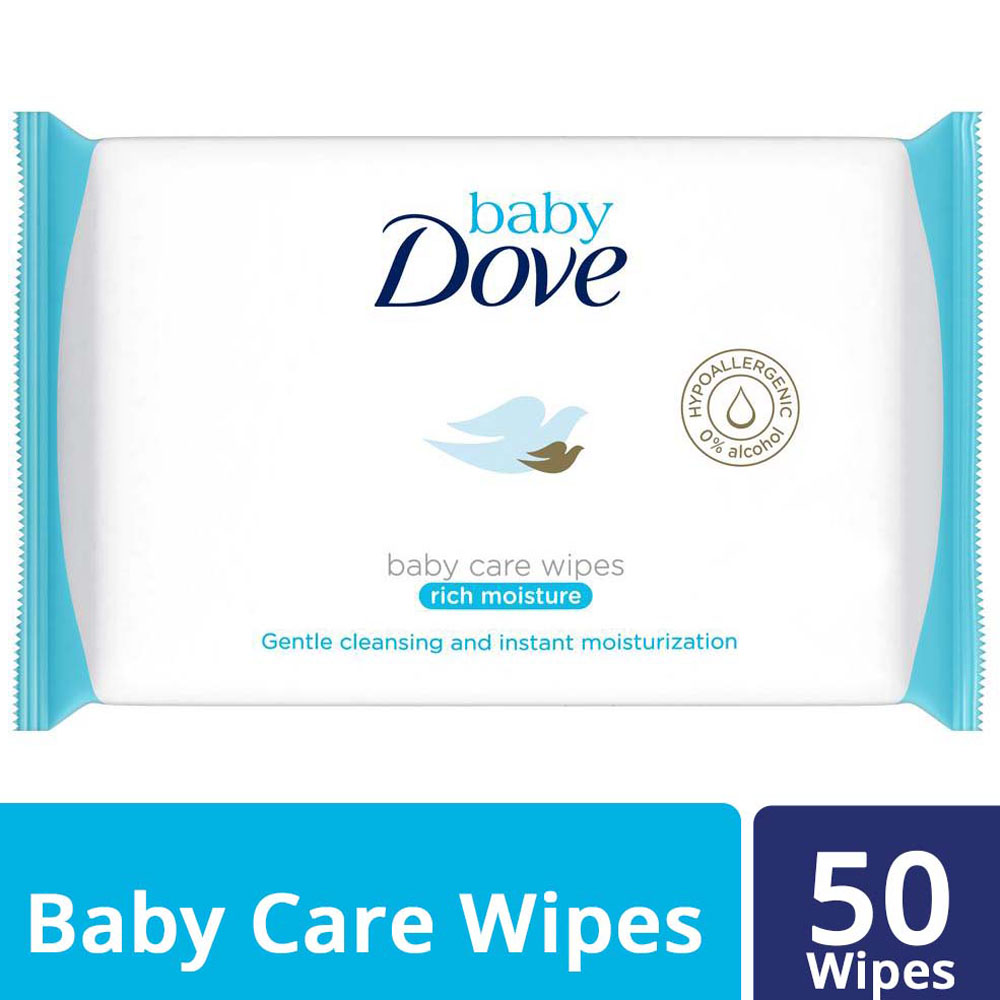 baby
Dove
HYPOALLERGENIC
0% alcohol
baby care wipes
rich moisture
Gentle cleansing and instant moisturization
Baby Care Wipes
50
Wipes